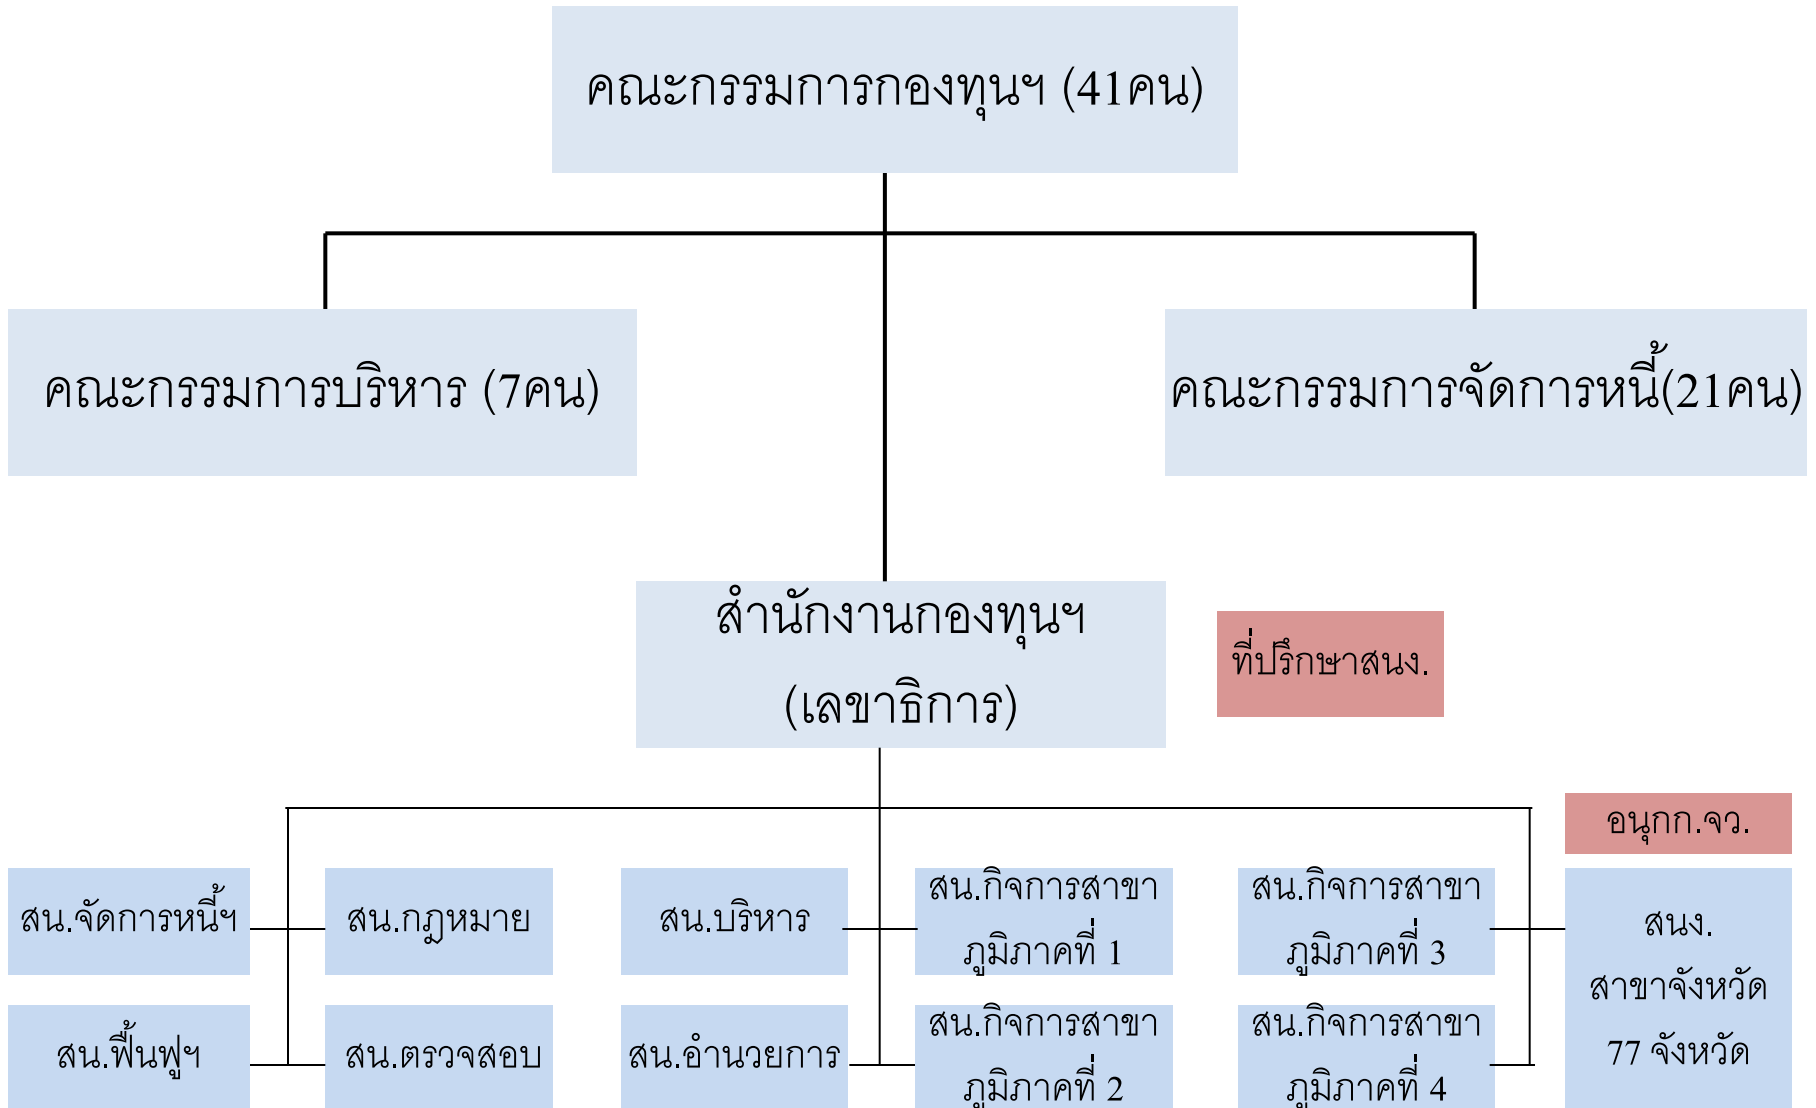 คณะกรรมการกองทุนฯ (41คน)
คณะกรรมการบริหาร (7คน)
คณะกรรมการจัดการหนี้(21คน)
สำนักงานกองทุนฯ
(เลขาธิการ)
ที่ปรึกษาสนง.
อนุกก.จว.
สน.จัดการหนี้ฯ
สน.กฎหมาย
สน.บริหาร
สน.กิจการสาขา
ภูมิภาคที่ 1
สน.กิจการสาขา
ภูมิภาคที่ 3
สนง.
สาขาจังหวัด
77 จังหวัด
สน.ฟื้นฟูฯ
สน.ตรวจสอบ
สน.อำนวยการ
สน.กิจการสาขา
ภูมิภาคที่ 2
สน.กิจการสาขา
ภูมิภาคที่ 4